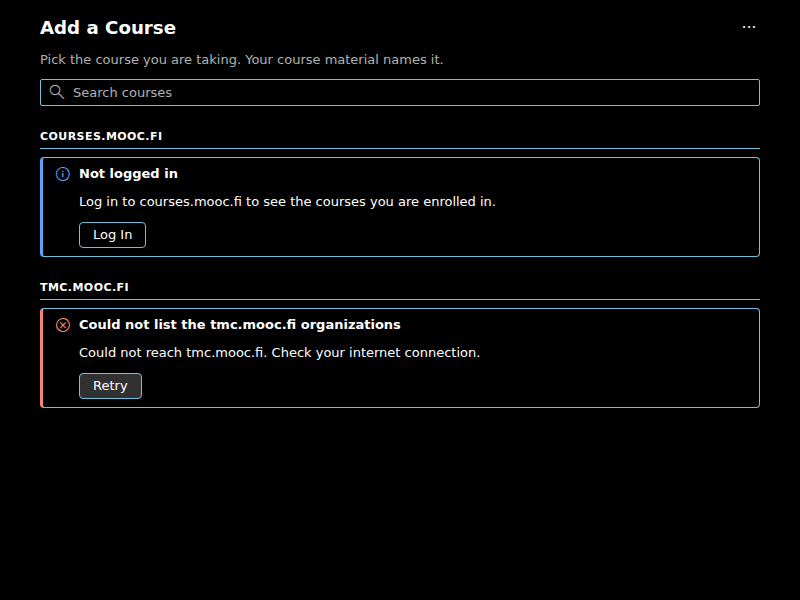 Add a Course
...
Pick the course you are taking. Your course material names it.
Search courses
COURSES.MOOC.FI
Not logged in
Log in to courses.mooc.fi to see the courses you are enrolled in.
Log In
TMC.MOOC.FI
Could not list the tmc.mooc.fi organizations
Could not reach tmc.mooc.fi. Check your internet connection.
Retry